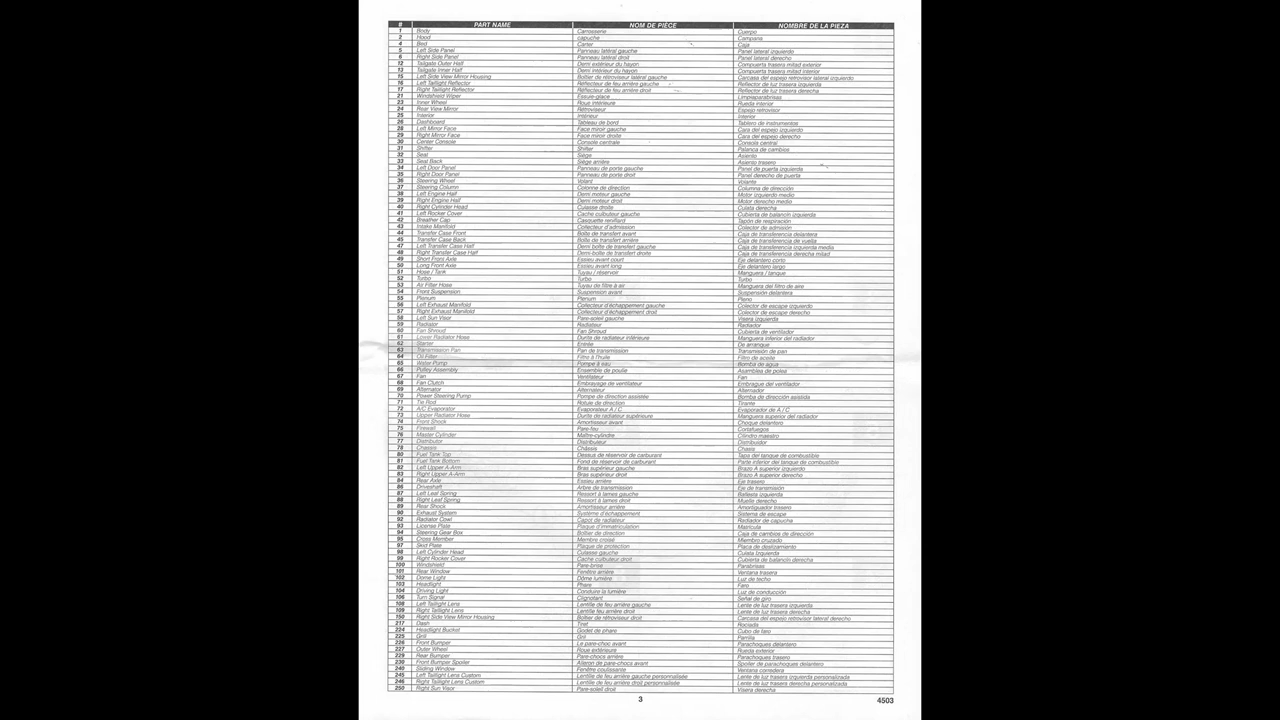 # PART NAME NOM DE PIÈCE NOMBRE DE LA PIEZA
1 Body Carrosserie Cuerpo
2 Hood capuche Campana
4 Bed Carter Caja
5 Left Side Panel Panneau latéral gauche Panel lateral izquierdo
6 Right Side Panel Panneau latéral droit Panel lateral derecho
12 Tailgate Outer Half Demi extérieur du hayon Compuerta trasera mitad exterior
13 Tailgate Inner Half Demi intérieur du hayon Compuerta trasera mitad interior
15 Left Side View Mirror Housing Boîtier de rétroviseur latéral gauche Carcasa del espejo retrovisor lateral izquierdo
16 Left Taillight Reflector Réflecteur de feu arrière gauche Reflector de luz trasera izquierda
17 Right Taillight Reflector Réflecteur de feu arrière droit Reflector de luz trasera derecha
21 Windshield Wiper Essuie-glace Limpiaparabrisas
23 Inner Wheel Roue intérieure Rueda interior
24 Rear View Mirror Rétroviseur Espejo retrovisor
25 Interior Intérieur Interior
26 Dashboard Tableau de bord Tablero de instrumentos
28 Left Mirror Face Face miroir gauche Cara del espejo izquierdo
29 Right Mirror Face Face miroir droite Cara del espejo derecho
30 Center Console Console centrale Consola central
31 Shifter Shifter Palanca de cambios
32 Seat Siège Asiento
33 Seat Back Siège arrière Asiento trasero
34 Left Door Panel Panneau de porte gauche Panel de puerta izquierda
35 Right Door Panel Panneau de porte droit Panel derecho de puerta
36 Steering Wheel Volant Volante
37 Steering Column Colonne de direction Columna de dirección
38 Left Engine Half Demi moteur gauche Motor izquierdo medio
39 Right Engine Half Demi moteur droit Motor derecho medio
40 Right Cylinder Head Culasse droite Culata derecha
41 Left Rocker Cover Cache culbuteur gauche Cubierta de balancín izquierda
42 Breather Cap Casquette reniflard Tapón de respiración
43 Intake Manifold Collecteur d'admission Colector de admisión
44 Transfer Case Front Boîte de transfert avant Caja de transferencia delantera
45 Transfer Case Back Boîte de transfert arrière Caja de transferencia de vuelta
47 Left Transfer Case Half Demi boîte de transfert gauche Caja de transferencia izquierda media
48 Right Transfer Case Half Demi-boîte de transfert droite Caja de transferencia derecha mitad
49 Short Front Axle Essieu avant court Eje delantero corto
50 Long Front Axle Essieu avant long Eje delantero largo
51 Hose / Tank Tuyau / réservoir Manguera / tanque
52 Turbo Turbo Turbo
53 Air Filter Hose Tuyau de filtre à air Manguera del filtro de aire
54 Front Suspension Suspension avant Suspensión delantera
55 Plenum Plenum Pleno
56 Left Exhaust Manifold Collecteur d'échappement gauche Colector de escape izquierdo
57 Right Exhaust Manifold Collecteur d'échappement droit Colector de escape derecho
58 Left Sun Visor Pare-soleil gauche Visera izquierda
59 Radiator Radiateur Radiador
60 Fan Shroud Fan Shroud Cubierta de ventilador
61 Lower Radiator Hose Durite de radiateur inférieure Manguera inferior del radiador
62 Starter Entrée De arranque
63 Transmission Pan Pan de transmission Transmisión de pan
64 Oil Filter Filtre à l'huile Filtro de aceite
65 Water Pump Pompe à eau Bomba de agua
66 Pulley Assembly Ensemble de poulie Asamblea de polea
67 Fan Ventilateur Fan
68 Fan Clutch Embrayage de ventilateur Embrague del ventilador
69 Alternator Alternateur Alternador
70 Power Steering Pump Pompe de direction assistée Bomba de dirección asistida
71 Tie Rod Rotule de direction Tirante
72 A/C Evaporator Evaporateur A / C Evaporador de A / C
73 Upper Radiator Hose Durite de radiateur supérieure Manguera superior del radiador
74 Front Shock Amortisseur avant Choque delantero
75 Firewall Pare-feu Cortafuegos
76 Master Cylinder Maître-cylindre Cilindro maestro
77 Distributor Distributeur Distribuidor
78 Chassis Châssis Chasis
80 Fuel Tank Top Dessus de réservoir de carburant Tapa del tanque de combustible
81 Fuel Tank Bottom Fond de réservoir de carburant Parte inferior del tanque de combustible
82 Left Upper A-Arm Bras supérieur gauche Brazo A superior izquierdo
83 Right Upper A-Arm Bras supérieur droit Brazo A superior derecho
84 Rear Axle Essieu arrière Eje trasero
86 Driveshaft Arbre de transmission Eje de transmisión
87 Left Leaf Spring Ressort à lames gauche Ballesta izquierda
88 Right Leaf Spring Ressort à lames droit Muelle derecho
89 Rear Shock Amortisseur arrière Amortiguador trasero
90 Exhaust System Système d'échappement Sistema de escape
92 Radiator Cowl Capot de radiateur Radiador de capucha
93 License Plate Plaque d'immatriculation Matrícula
94 Steering Gear Box Boîtier de direction Caja de cambios de dirección
95 Cross Member Membre croisé Miembro cruzado
97 Skid Plate Plaque de protection Placa de deslizamiento
98 Left Cylinder Head Culasse gauche Culata Izquierda
99 Right Rocker Cover Cache culbuteur droit Cubierta de balancín derecha
100 Windshield Pare-brise Parabrisas
101 Rear Window Fenêtre arrière Ventana trasera
102 Dome Light Dôme lumière Luz de techo
103 Headlight Phare Faro
104 Driving Light Conduire la lumière Luz de conducción
106 Turn Signal Clignotant Señal de giro
108 Left Taillight Lens Lentille de feu arrière gauche Lente de luz trasera izquierda
109 Right Taillight Lens Lentille feu arrière droit Lente de luz trasera derecha
150 Right Side View Mirror Housing Boîtier de rétroviseur droit Carcasa del espejo retrovisor lateral derecho
217 Dash Tiret Rociada
224 Headlight Bucket Godet de phare Cubo de faro
225 Grill Gril Parrilla
226 Front Bumper Le pare-choc avant Parachoques delantero
227 Outer Wheel Roue extérieure Rueda exterior
229 Rear Bumper Pare-chocs arrière Parachoques trasero
230 Front Bumper Spoiler Aileron de pare-chocs avant Spoiler de parachoques delantero
240 Sliding Window Fenêtre coulissante Ventana corredera
245 Left Taillight Lens Custom Lentille de feu arrière gauche personnalisée Lente de luz trasera izquierda personalizada
246 Right Taillight Lens Custom Lentille de feu arrière droit personnalisée Lente de luz trasera derecha personalizada
250 Right Sun Visor Pare-soleil droit Visera derecha
3 4503